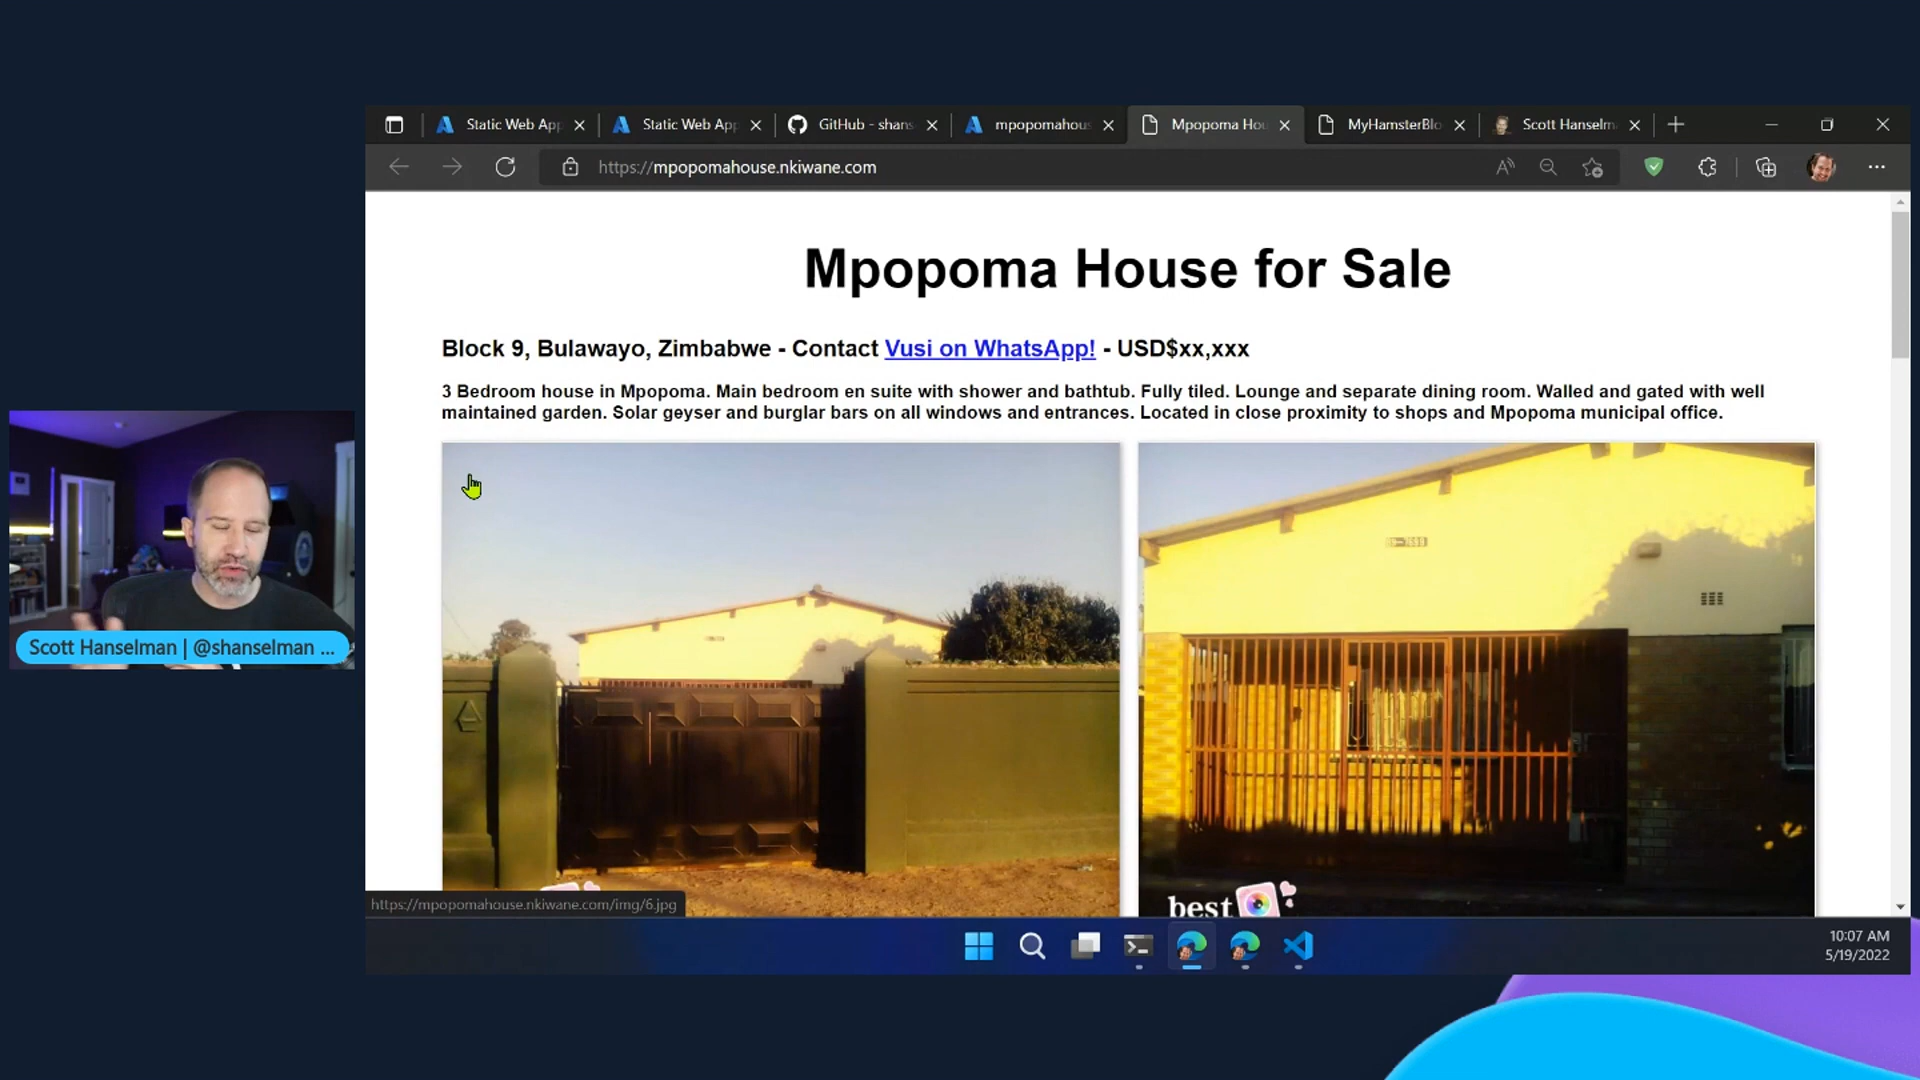 Static Web App
Static Web App
GitHub - shans
mpopomahous
Mpopoma Hou
MyHamsterBlo
Scott Hanselm
https://mpopomahouse.nkiwane.com
Mpopoma House for Sale
Block 9, Bulawayo, Zimbabwe - Contact Vusi on WhatsApp! - USD$xx,xxx
3 Bedroom house in Mpopoma. Main bedroom en suite with shower and bathtub. Fully tiled. Lounge and separate dining room. Walled and gated with well
maintained garden. Solar geyser and burglar bars on all windows and entrances. Located in close proximity to shops and Mpopoma municipal office.
Scott Hanselman | @shanselman ...
best
https://mpopomahouse.nkiwane.com/img/6.jpg
10:07 AM
5/19/2022